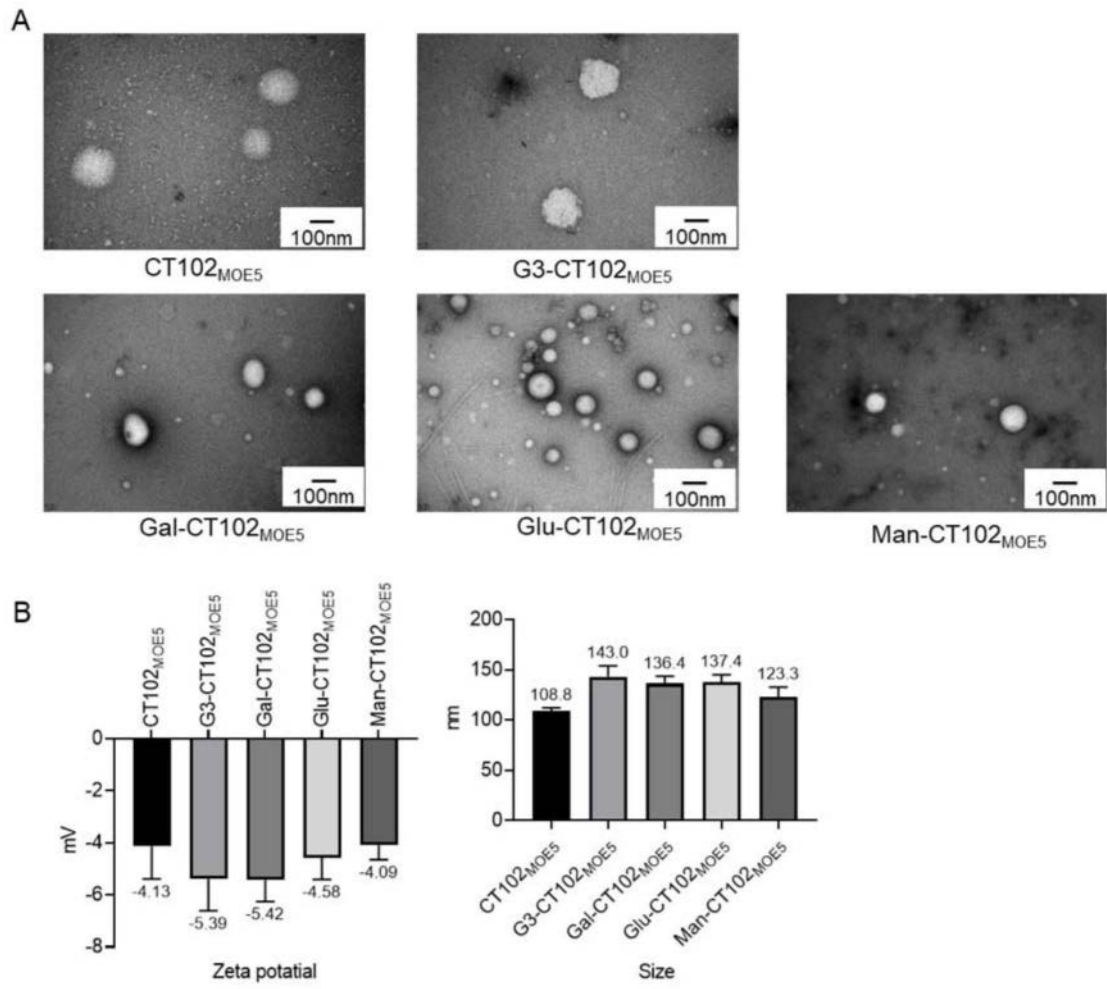 A
100nm
100nm
CT102MOE5
G3-CT102MOE5
100nm
100nm
100nm
Gal-CT102MOE5
Glu-CT102MOE5
Man-CT102MOE5
B
CT102MOE5
G3-CT102MOE5
Gal-CT102MOE5
Glu-CT102MOE5
Man-CT102MOE5
0
-2
-4
-6
-8
mV
-4.13
-5.39
-5.42
-4.58
-4.09
Zeta potatial
200
150
100
50
0
nm
108.8
143.0
136.4
137.4
123.3
CT102MOE5
G3-CT102MOE5
Gal-CT102MOE5
Glu-CT102MOE5
Man-CT102MOE5
Size